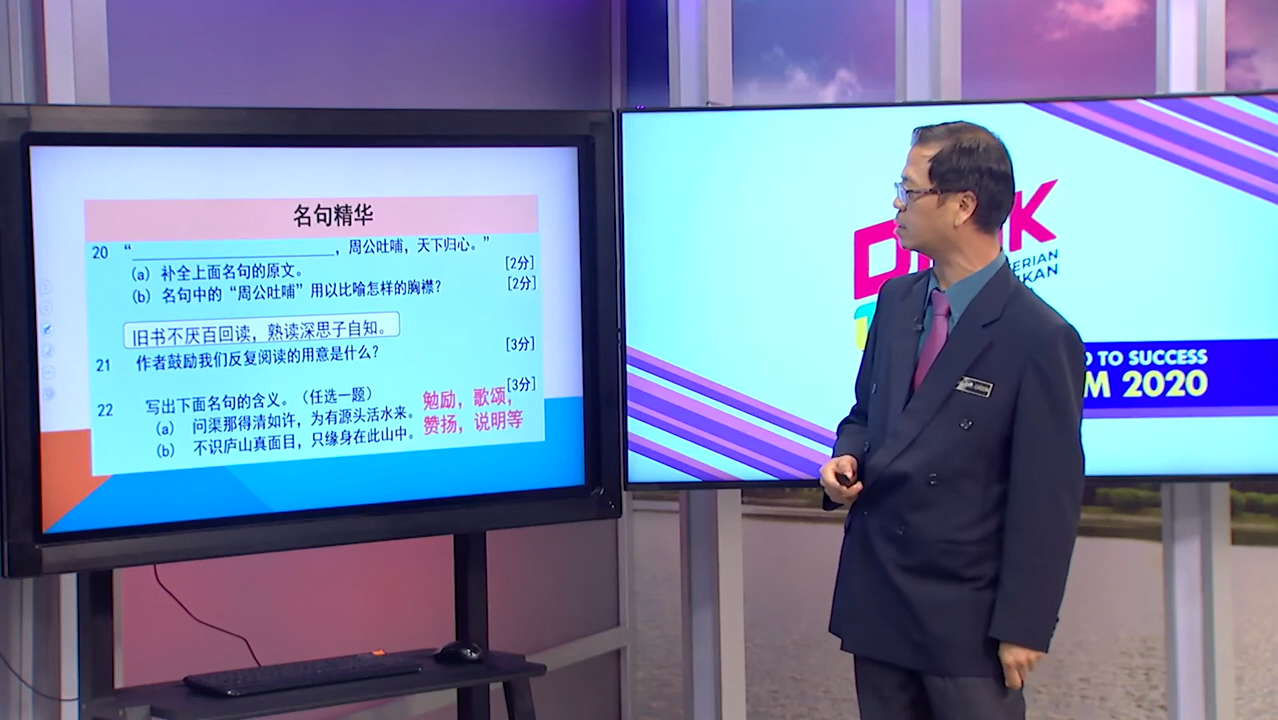 名句精华
20 “____________________，周公吐哺，天下归心。”
(a) 补全上面名句的原文。 [2分]
(b) 名句中的“周公吐哺”用以比喻怎样的胸襟？ [2分]
旧书不厌百回读，熟读深思子自知。
21 作者鼓励我们反复阅读的用意是什么？ [3分]
22 写出下面名句的含义。（任选一题） [3分]
(a) 问渠那得清如许，为有源头活水来。
(b) 不识庐山真面目，只缘身在此山中。
勉励，歌颂，
赞扬，说明等
D
K
ERIAN
IKAN
TO SUCCESS
M 2020